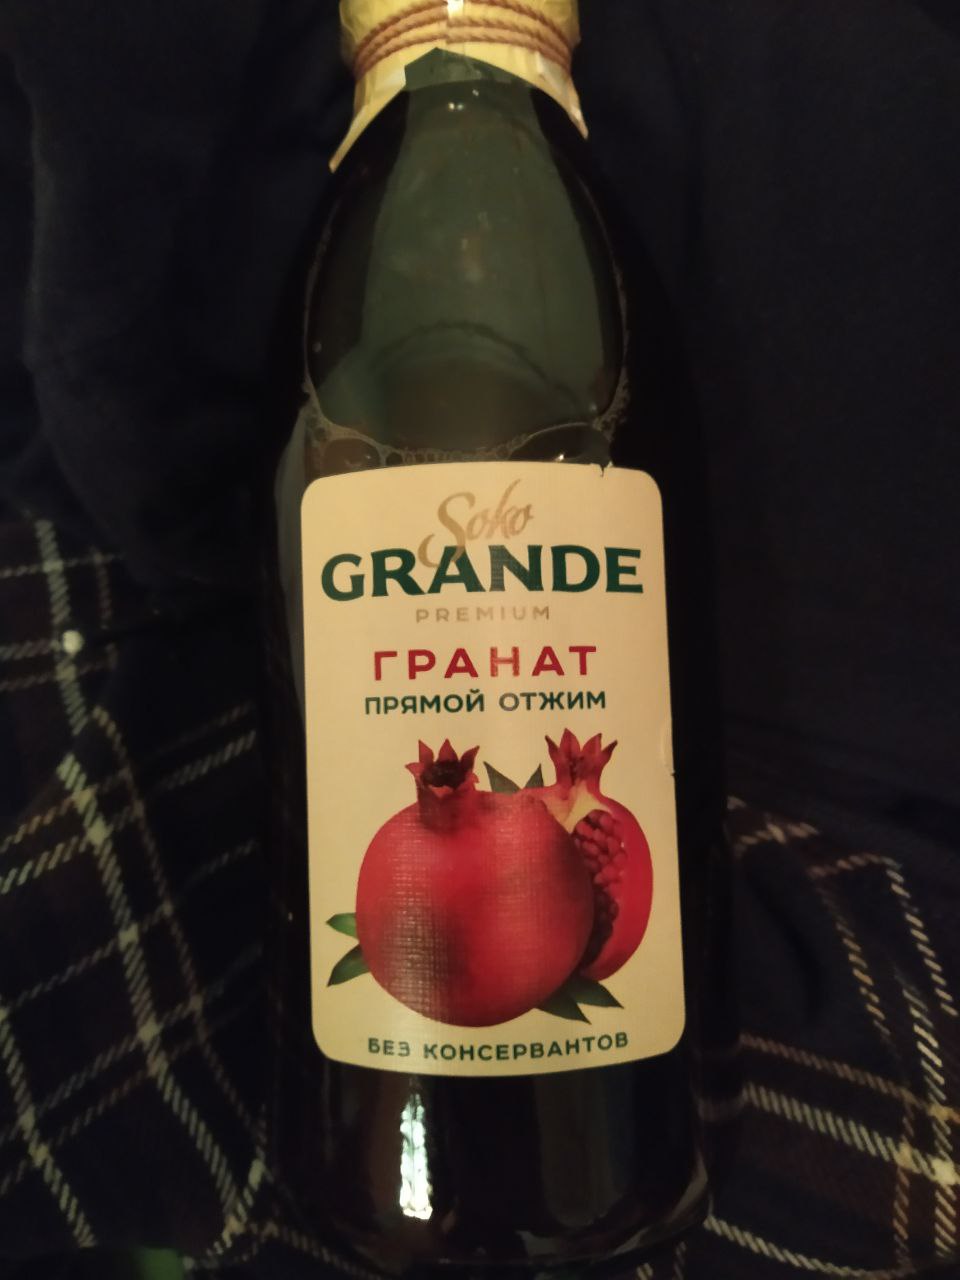 Soko
GRANDE
PREMIUM
ГРАНАТ
ПРЯМОЙ ОТЖИМ
БЕЗ КОНСЕРВАНТОВ